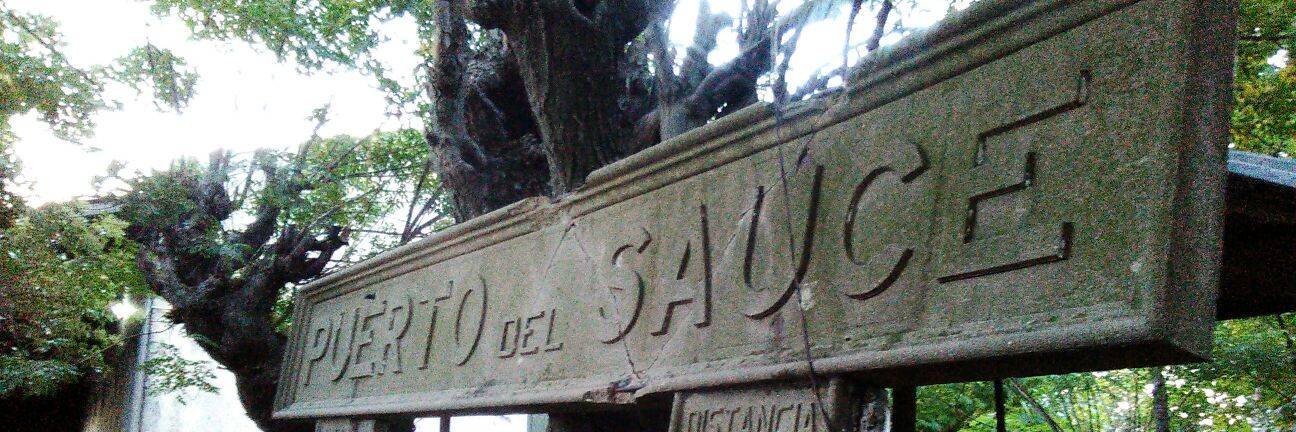 PUERTO DEL SAUCE
DISTANCIA